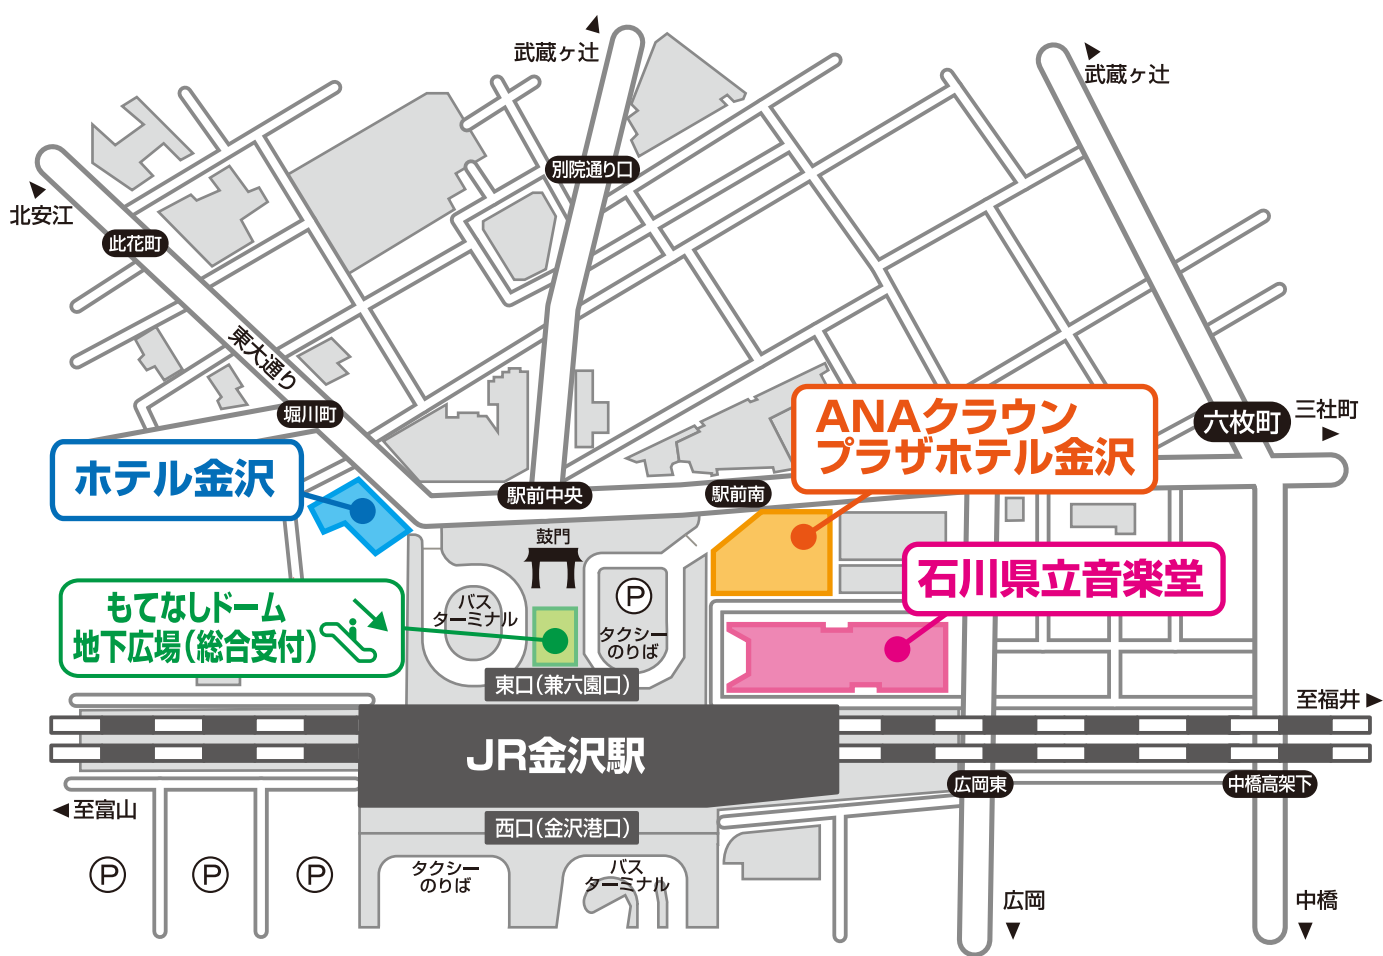 武蔵ヶ辻
武蔵ヶ辻
別院通り口
北安江
此花町
東大通り
堀川町
三社町
六枚町
ANAクラウン
プラザホテル金沢
ホテル金沢
駅前中央
駅前南
鼓門
石川県立音楽堂
もてなしドーム
地下広場(総合受付)
バス
ターミナル
P
タクシー
のりば
東口(兼六園口)
至福井
JR金沢駅
広岡東
中橋高架下
至富山
西口(金沢港口)
P
P
P
タクシー
のりば
バス
ターミナル
広岡
中橋